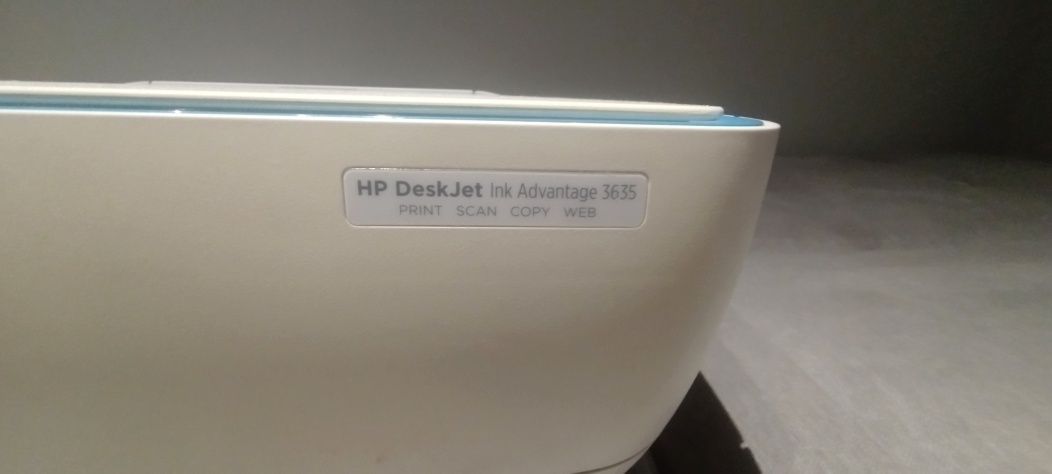 HP DeskJet Ink Advantage 3635
PRINT SCAN COPY WEB